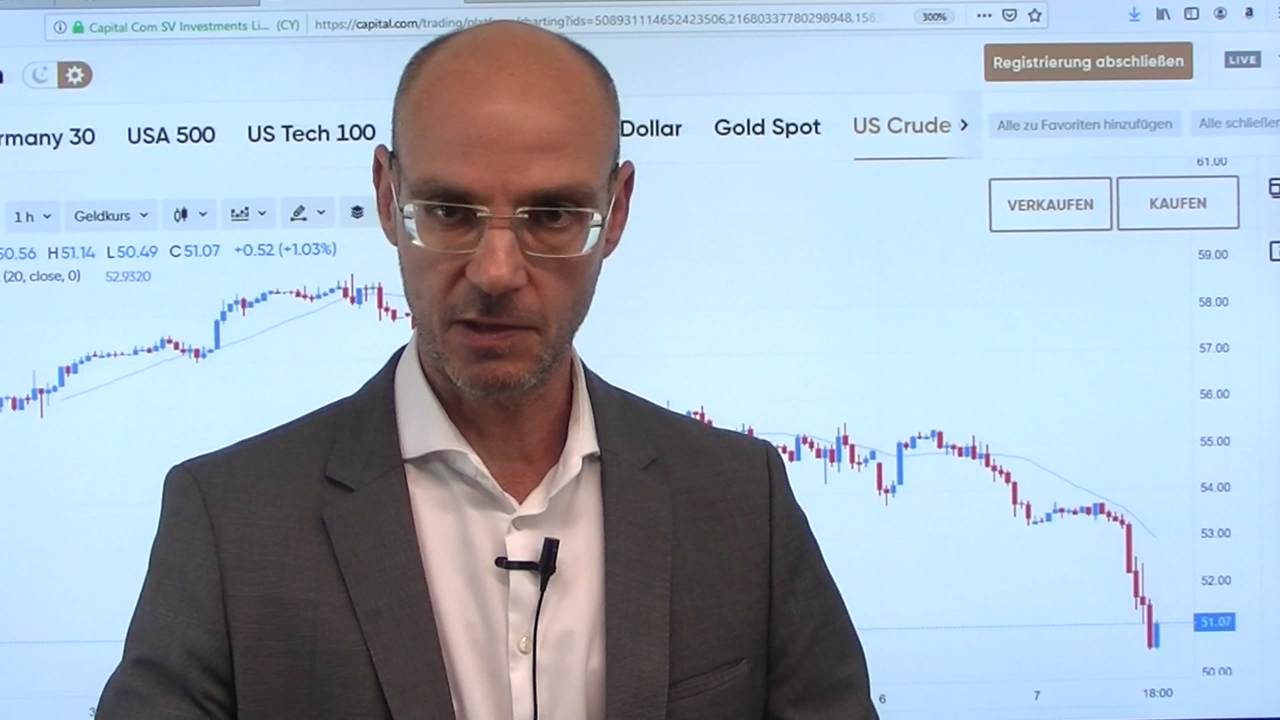 Capital Com SV Investments Li... (CY) https://capital.com/trading/platform/charting?ids=508931114652423506,21680337780298948,158 300%
Registrierung abschließen LIVE
rmany 30 USA 500 US Tech 100 Dollar Gold Spot US Crude Alle zu Favoriten hinzufügen Alle schließen
61.00
1 h Geldkurs VERKAUFEN KAUFEN
50.56 H51.14 L50.49 C51.07 +0.52 (+1.03%)
(20, close, 0) 52.9320
59.00
58.00
57.00
56.00
55.00
54.00
53.00
52.00
51.07
50.00
6 7 18:00